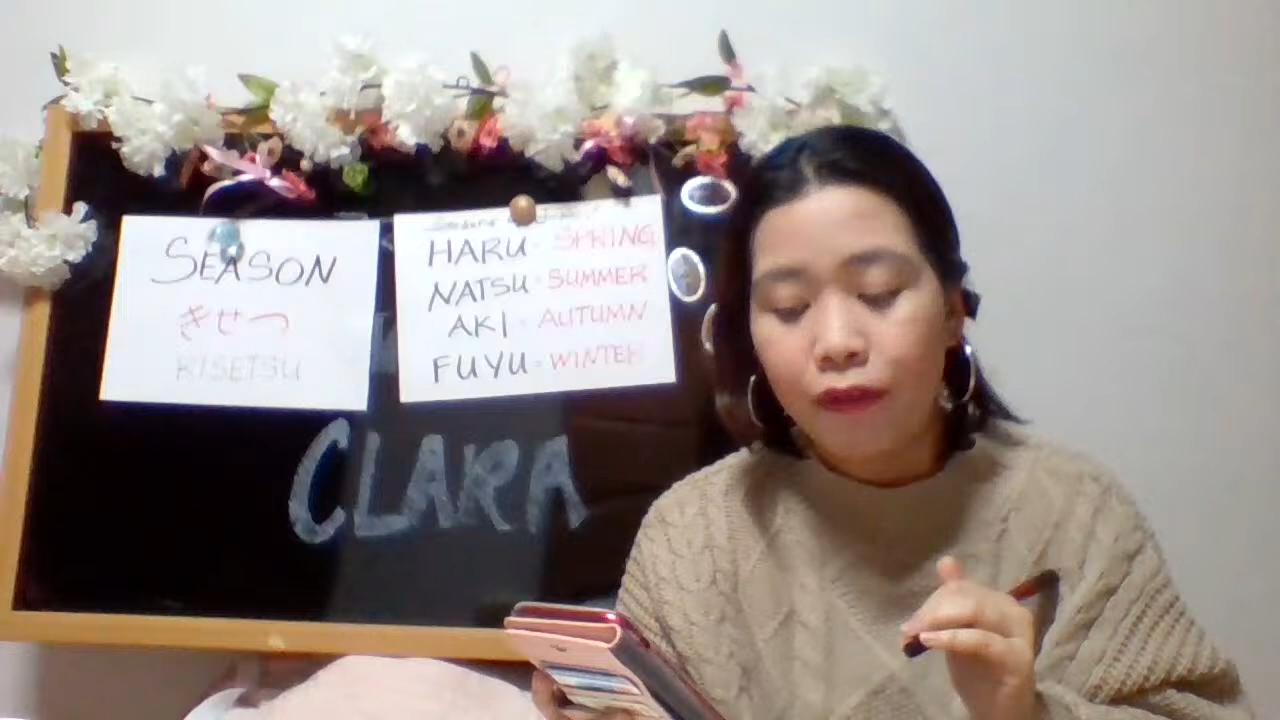 SEASON
きせつ
KISETSU
HARU - SPRING
NATSU - SUMMER
AKI - AUTUMN
FUYU - WINTER
CLARA